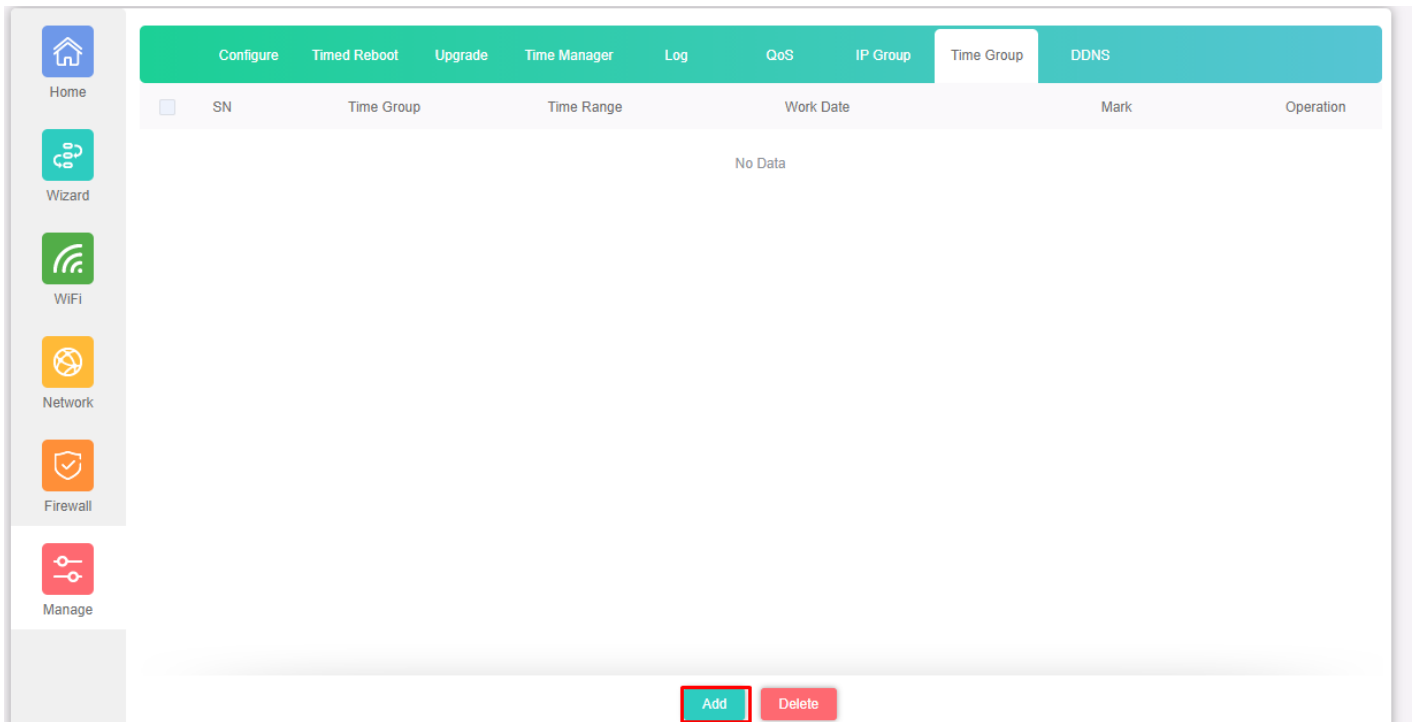 Configure Timed Reboot Upgrade Time Manager Log QoS IP Group Time Group DDNS
Home
SN Time Group Time Range Work Date Mark Operation
No Data
Wizard
WiFi
Network
Firewall
Manage
Add Delete